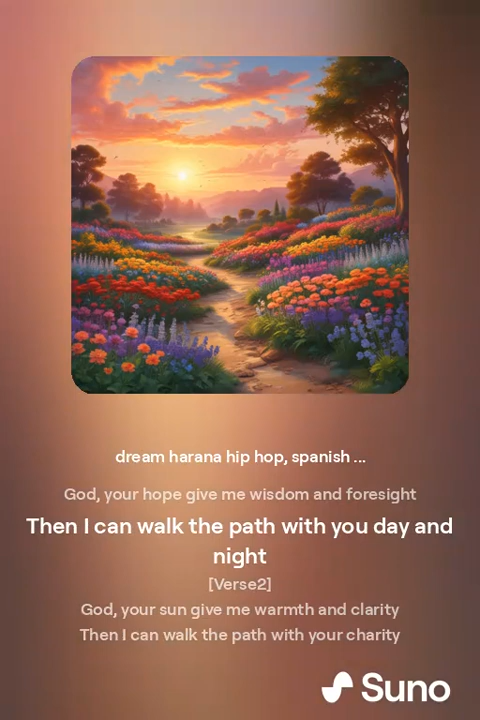 dream harana hip hop, spanish ...
God, your hope give me wisdom and foresight
Then I can walk the path with you day and
night
[Verse2]
God, your sun give me warmth and clarity
Then I can walk the path with your charity
Suno